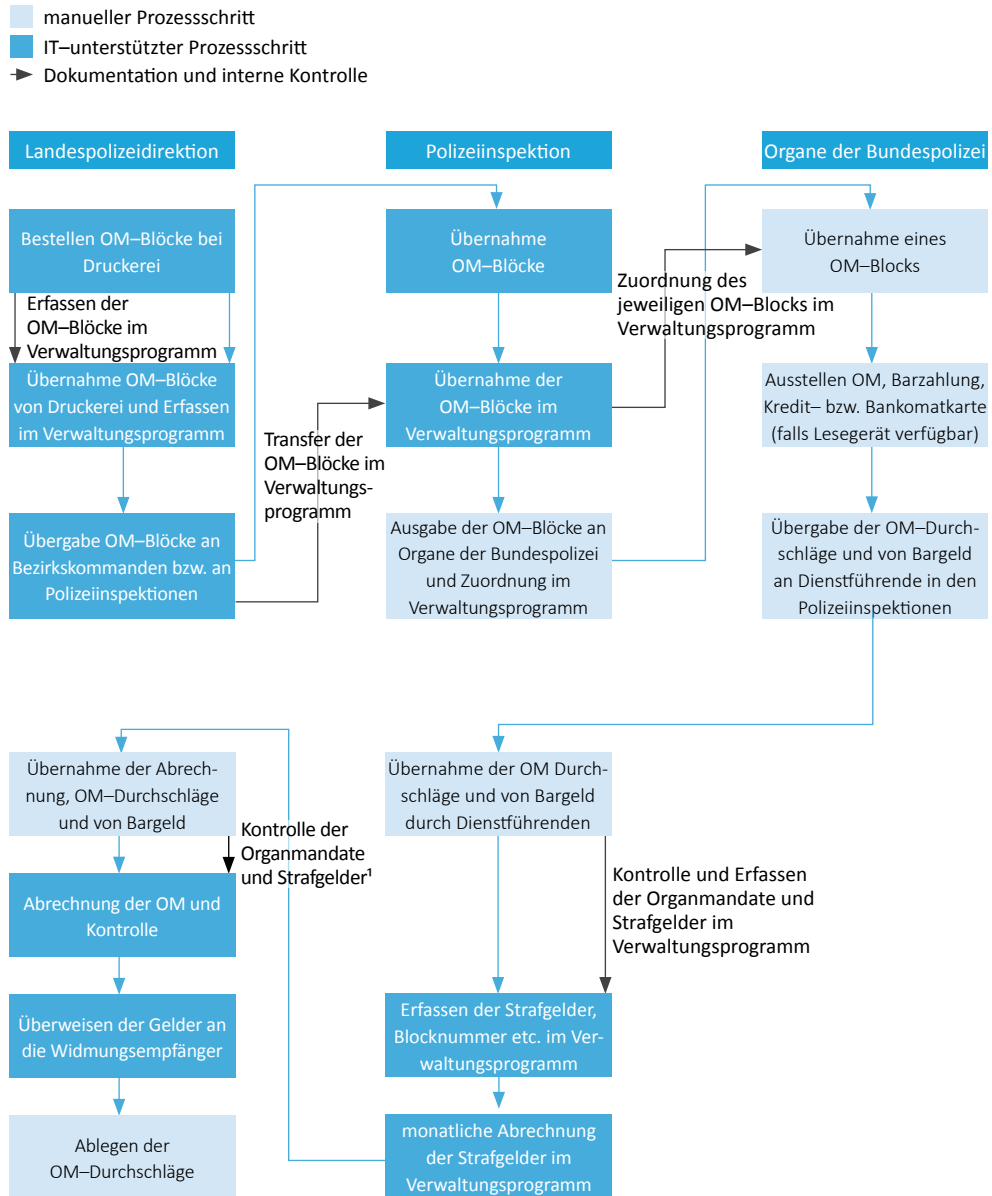 manueller Prozessschritt
IT–unterstützter Prozessschritt
Dokumentation und interne Kontrolle
Landespolizeidirektion
Polizeiinspektion
Organe der Bundespolizei
Bestellen OM–Blöcke bei
Druckerei
Übernahme
OM–Blöcke
Übernahme eines
OM–Blocks
Erfassen der
OM–Blöcke im
Verwaltungsprogramm
Zuordnung des
jeweiligen OM–Blocks im
Verwaltungsprogramm
Übernahme OM–Blöcke
von Druckerei und Erfassen
im Verwaltungsprogramm
Übernahme der
OM–Blöcke im
Verwaltungsprogramm
Ausstellen OM, Barzahlung,
Kredit– bzw. Bankomatkarte
(falls Lesegerät verfügbar)
Transfer der
OM–Blöcke im
Verwaltungs-
programm
Übergabe OM–Blöcke an
Bezirkskommanden bzw. an
Polizeiinspektionen
Ausgabe der OM–Blöcke an
Organe der Bundespolizei
und Zuordnung im
Verwaltungsprogramm
Übergabe der OM–Durch-
schläge und von Bargeld
an Dienstführende in den
Polizeiinspektionen
Übernahme der Abrech-
nung, OM–Durchschläge
und von Bargeld
Übernahme der OM Durch-
schläge und von Bargeld
durch Dienstführenden
Kontrolle der
Organmandate
und Strafgelder¹
Kontrolle und Erfassen
der Organmandate und
Strafgelder im
Verwaltungsprogramm
Abrechnung der OM und
Kontrolle
Überweisen der Gelder an
die Widmungsempfänger
Erfassen der Strafgelder,
Blocknummer etc. im Ver-
waltungsprogramm
Ablegen der
OM–Durchschläge
monatliche Abrechnung
der Strafgelder im
Verwaltungsprogramm